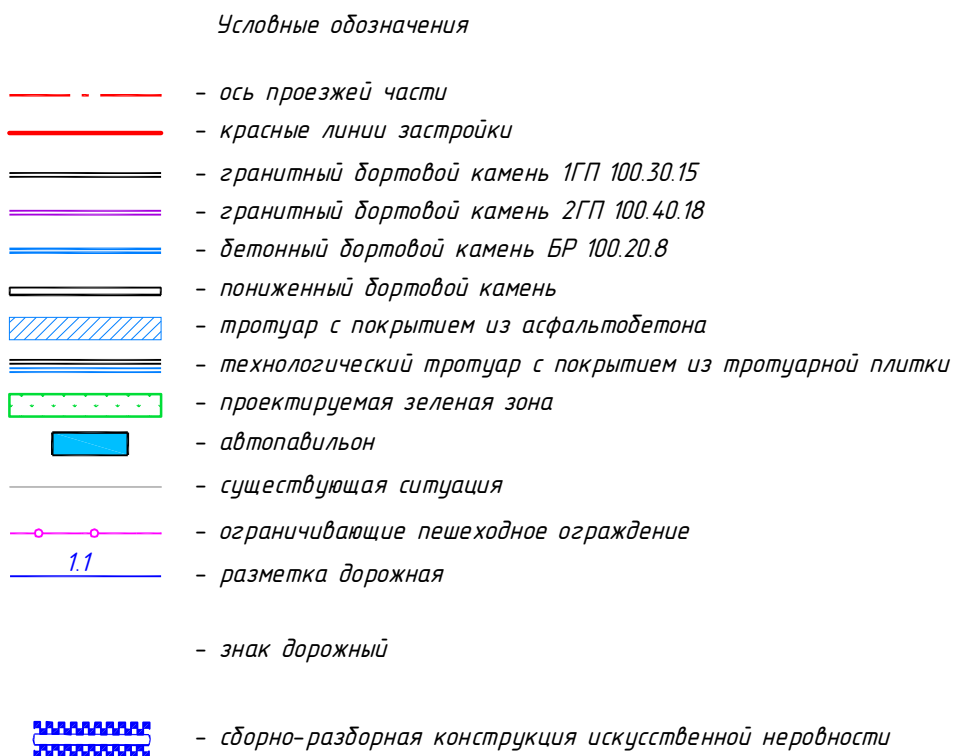 Условные обозначения
- ось проезжей части
- красные линии застройки
- гранитный бортовой камень 1ГП 100.30.15
- гранитный бортовой камень 2ГП 100.40.18
- бетонный бортовой камень БР 100.20.8
- пониженный бортовой камень
- тротуар с покрытием из асфальтобетона
- технологический тротуар с покрытием из тротуарной плитки
- проектируемая зеленая зона
- автопавильон
- существующая ситуация
- ограничивающие пешеходное ограждение
1.1 - разметка дорожная
- знак дорожный
- сборно-разборная конструкция искусственной неровности